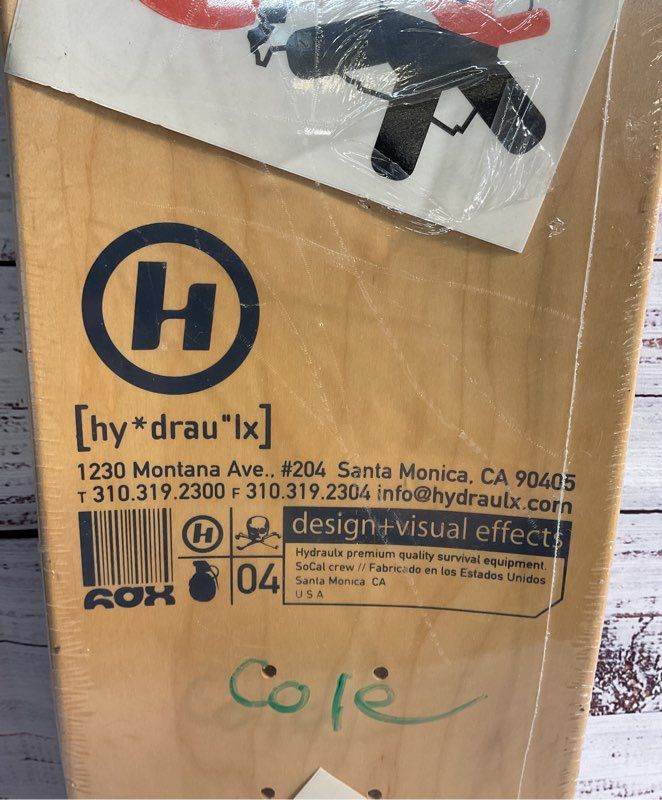 H
[hy*drau"lx]
1230 Montana Ave., #204 Santa Monica, CA 90405
T 310.319.2300 F 310.319.2304 info@hydraulx.com
H
design+visual effects
04
Hydraulx premium quality survival equipment.
SoCal crew // Fabricado en los Estados Unidos
Santa Monica CA
USA
Cole